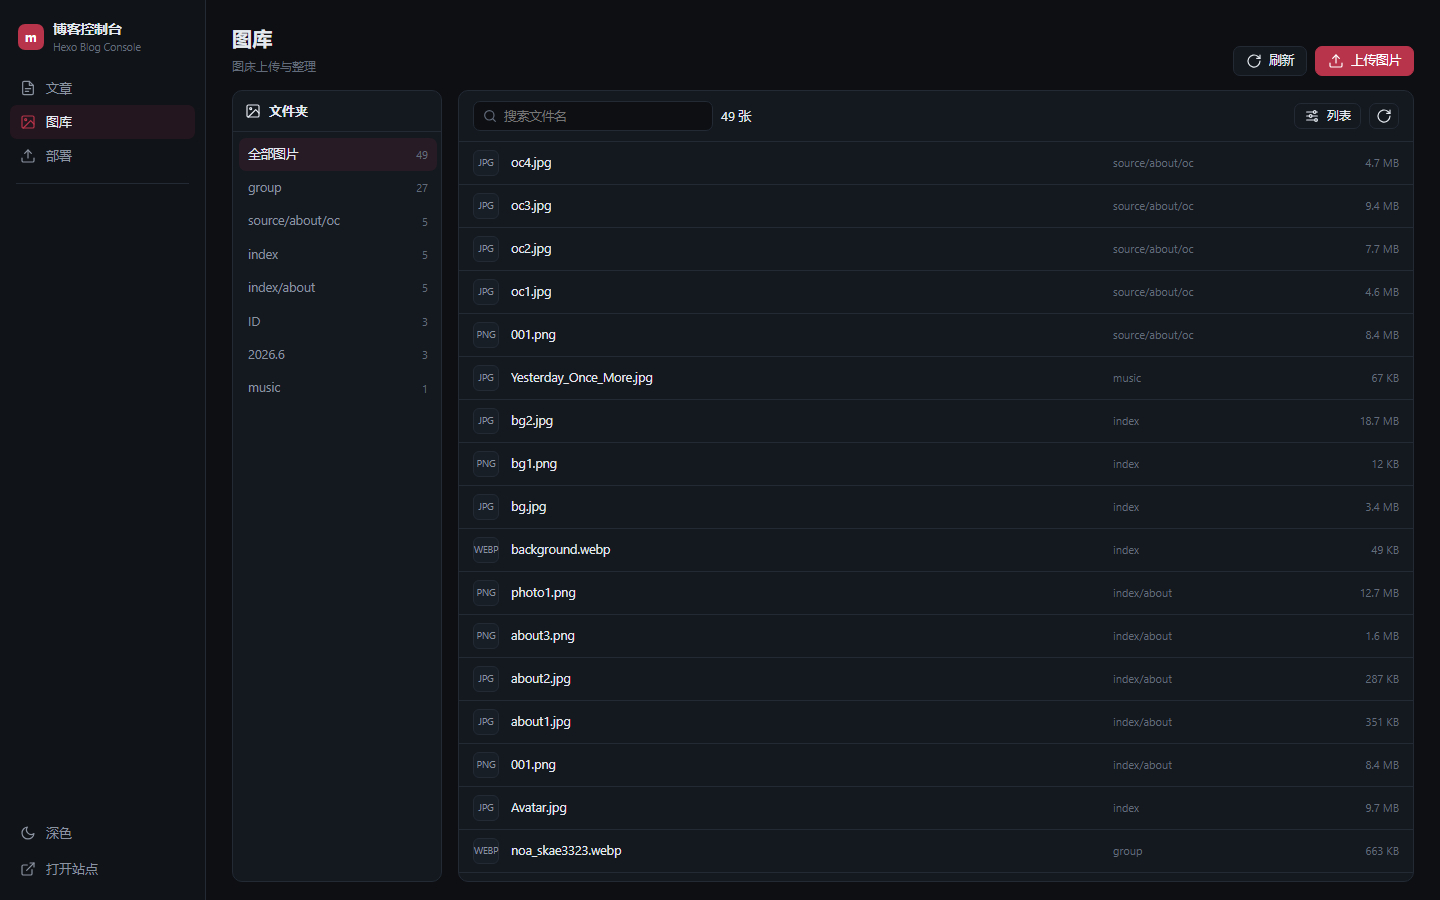 m
博客控制台
Hexo Blog Console
文章
图库
部署
深色
打开站点
图库
图床上传与整理
刷新
上传图片
文件夹
全部图片 49
group 27
source/about/oc 5
index 5
index/about 5
ID 3
2026.6 3
music 1
搜索文件名
49 张
列表
JPG oc4.jpg source/about/oc 4.7 MB
JPG oc3.jpg source/about/oc 9.4 MB
JPG oc2.jpg source/about/oc 7.7 MB
JPG oc1.jpg source/about/oc 4.6 MB
PNG 001.png source/about/oc 8.4 MB
JPG Yesterday_Once_More.jpg music 67 KB
JPG bg2.jpg index 18.7 MB
PNG bg1.png index 12 KB
JPG bg.jpg index 3.4 MB
WEBP background.webp index 49 KB
PNG photo1.png index/about 12.7 MB
PNG about3.png index/about 1.6 MB
JPG about2.jpg index/about 287 KB
JPG about1.jpg index/about 351 KB
PNG 001.png index/about 8.4 MB
JPG Avatar.jpg index 9.7 MB
WEBP noa_skae3323.webp group 663 KB